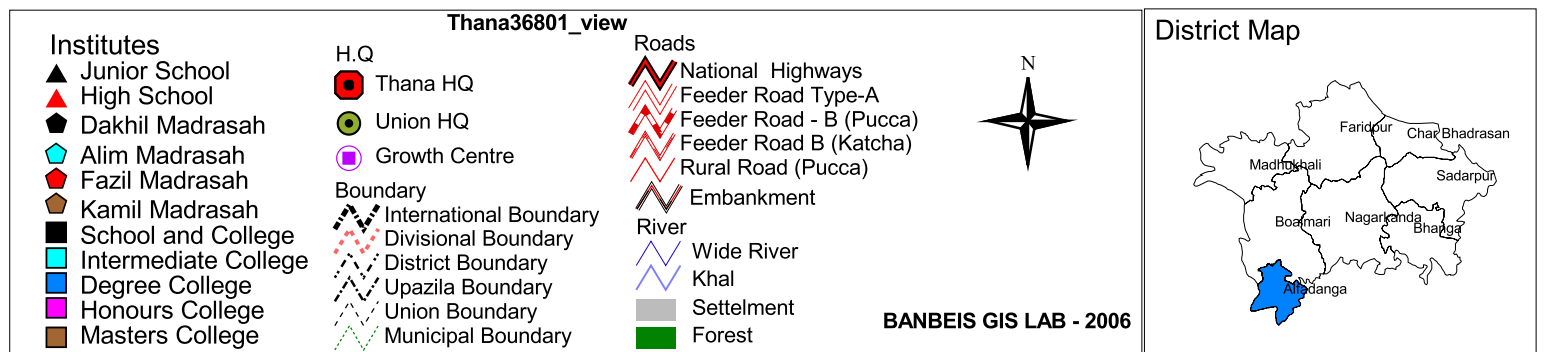 Thana36801_view
Institutes
Junior School
High School
Dakhil Madrasah
Alim Madrasah
Fazil Madrasah
Kamil Madrasah
School and College
Intermediate College
Degree College
Honours College
Masters College
H.Q
Thana HQ
Union HQ
Growth Centre
Boundary
International Boundary
Divisional Boundary
District Boundary
Upazila Boundary
Union Boundary
Municipal Boundary
Roads
National Highways
Feeder Road Type-A
Feeder Road - B (Pucca)
Feeder Road B (Katcha)
Rural Road (Pucca)
Embankment
River
Wide River
Khal
Settelment
Forest
N
BANBEIS GIS LAB - 2006
District Map
Faridpur
Char Bhadrasan
Madhukhali
Sadarpur
Boalmari
Nagarkanda
Bhanga
Alfadanga